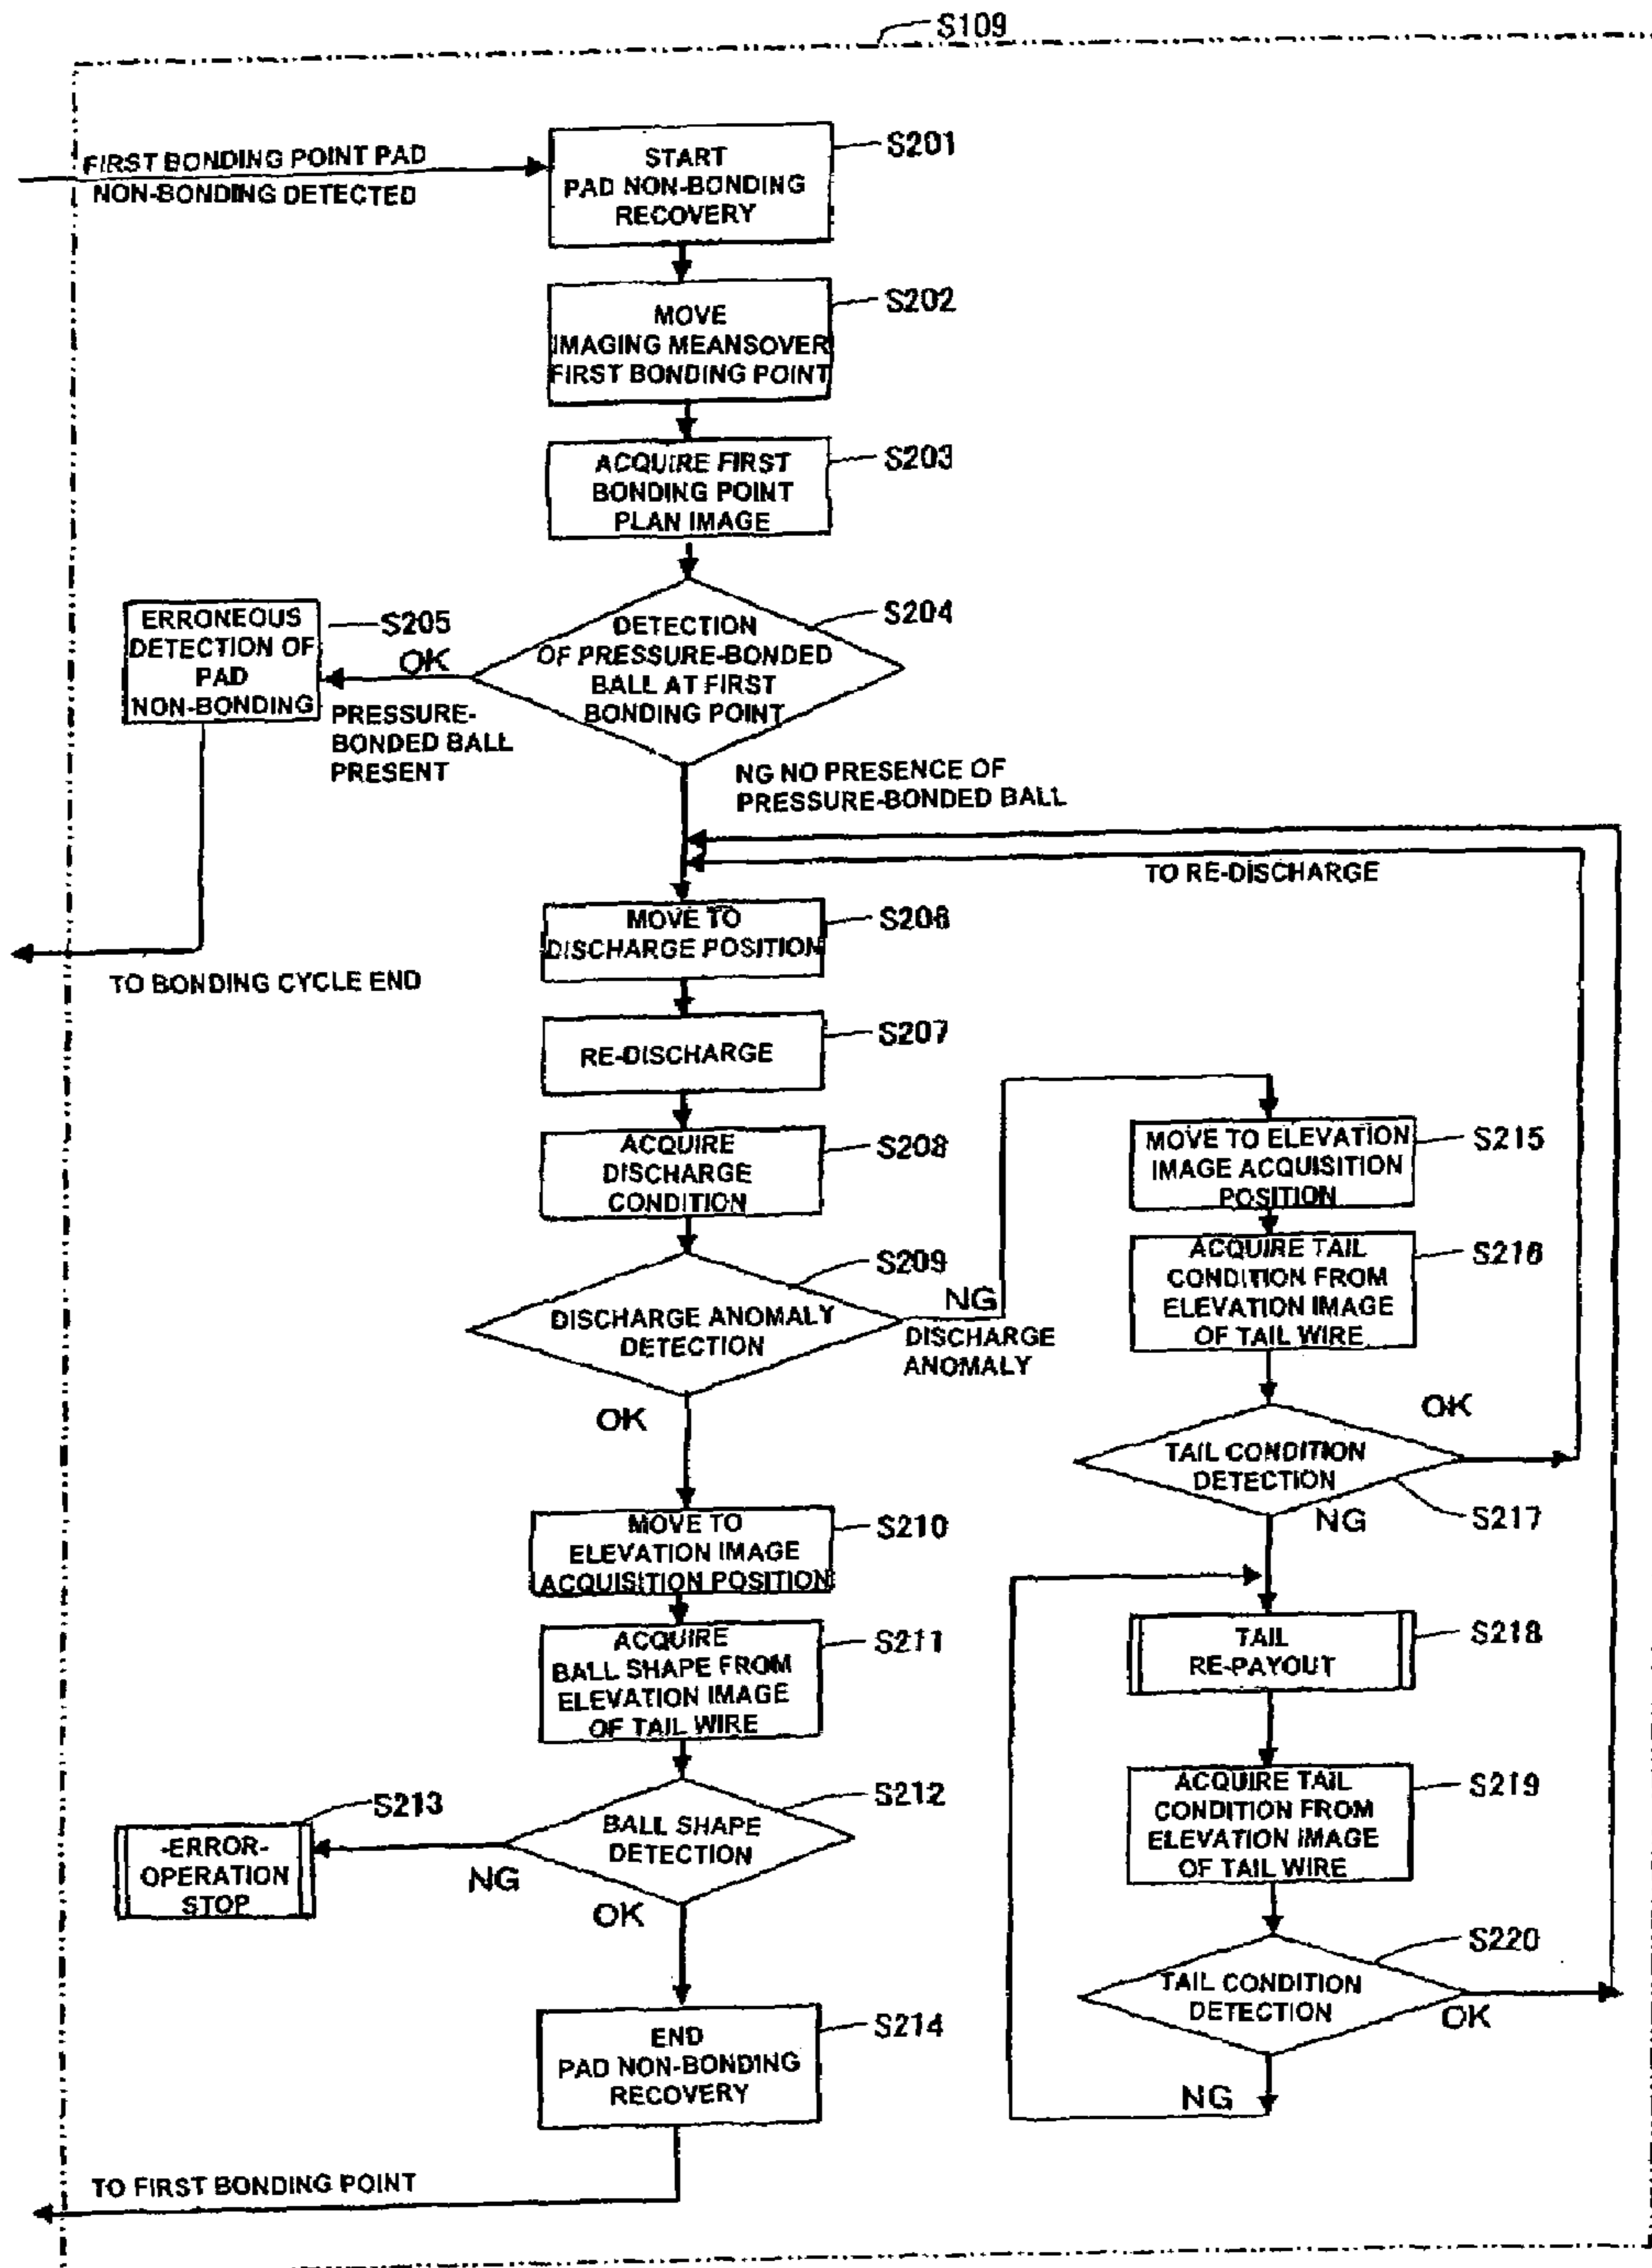 S109
FIRST BONDING POINT PAD
NON-BONDING DETECTED
START
PAD NON-BONDING
RECOVERY
S201
MOVE
IMAGING MEANSOVER
FIRST BONDING POINT
S202
ACQUIRE FIRST
BONDING POINT
PLAN IMAGE
S203
DETECTION
OF PRESSURE-BONDED
BALL AT FIRST
BONDING POINT
S204
ERRONEOUS
DETECTION OF
PAD
NON-BONDING
S205
OK
PRESSURE-
BONDED BALL
PRESENT
NG NO PRESENCE OF
PRESSURE-BONDED BALL
TO RE-DISCHARGE
TO BONDING CYCLE END
MOVE TO
DISCHARGE POSITION
S206
RE-DISCHARGE
S207
ACQUIRE
DISCHARGE
CONDITION
S208
DISCHARGE ANOMALY
DETECTION
S209
NG
DISCHARGE
ANOMALY
OK
MOVE TO
ELEVATION IMAGE
ACQUISITION POSITION
S210
ACQUIRE
BALL SHAPE FROM
ELEVATION IMAGE
OF TAIL WIRE
S211
BALL SHAPE
DETECTION
S212
S213
-ERROR-
OPERATION
STOP
NG
OK
END
PAD NON-BONDING
RECOVERY
S214
TO FIRST BONDING POINT
MOVE TO ELEVATION
IMAGE ACQUISITION
POSITION
S215
ACQUIRE TAIL
CONDITION FROM
ELEVATION IMAGE
OF TAIL WIRE
S216
TAIL CONDITION
DETECTION
OK
S217
NG
TAIL
RE-PAYOUT
S218
ACQUIRE TAIL
CONDITION FROM
ELEVATION IMAGE
OF TAIL WIRE
S219
TAIL CONDITION
DETECTION
S220
OK
NG